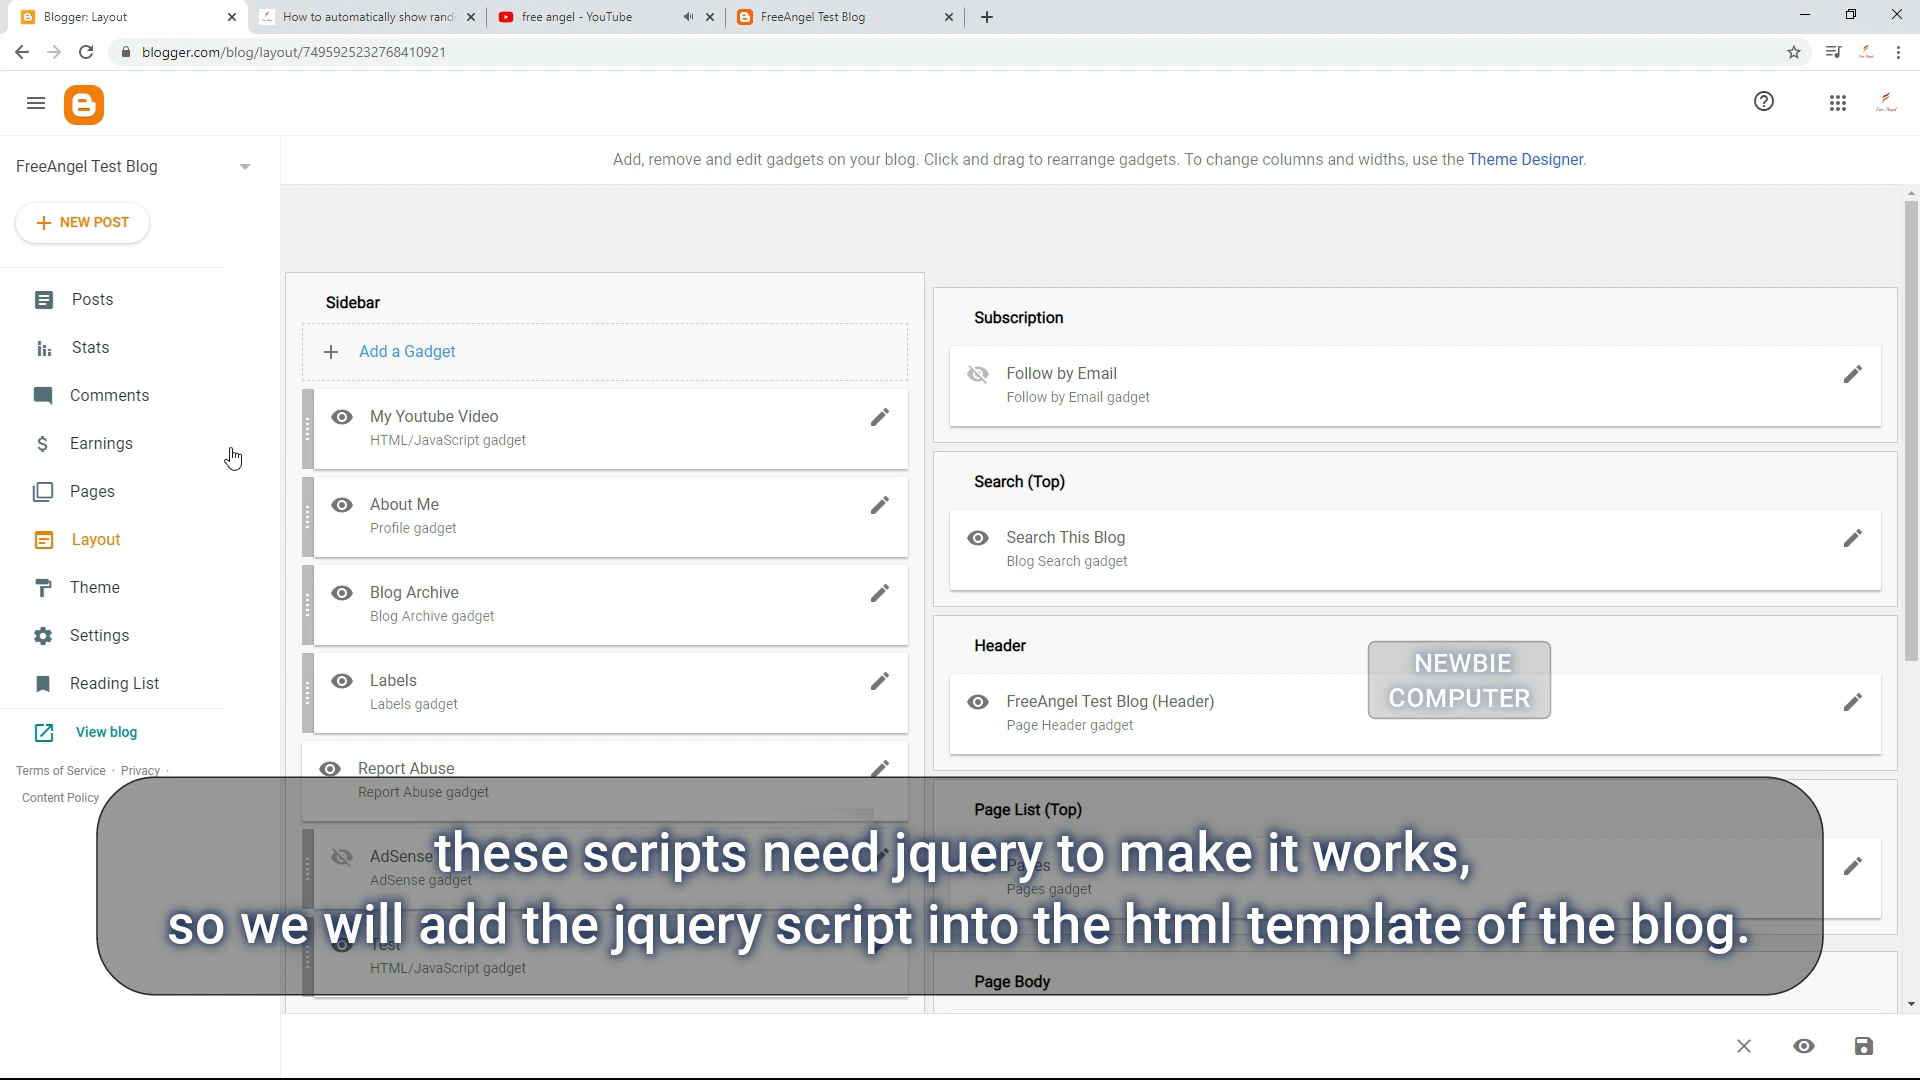 Blogger: Layout
How to automatically show rand
free angel - YouTube
FreeAngel Test Blog
blogger.com/blog/layout/7495925232768410921
FreeAngel Test Blog
NEW POST
Posts
Stats
Comments
Earnings
Pages
Layout
Theme
Settings
Reading List
View blog
Terms of Service · Privacy ·
Content Policy
Add, remove and edit gadgets on your blog. Click and drag to rearrange gadgets. To change columns and widths, use the Theme Designer.
Sidebar
Add a Gadget
My Youtube Video
HTML/JavaScript gadget
About Me
Profile gadget
Blog Archive
Blog Archive gadget
Labels
Labels gadget
Report Abuse
Report Abuse gadget
AdSense
AdSense gadget
Test
HTML/JavaScript gadget
Subscription
Follow by Email
Follow by Email gadget
Search (Top)
Search This Blog
Blog Search gadget
Header
FreeAngel Test Blog (Header)
Page Header gadget
Page List (Top)
Pages
Pages gadget
Page Body
NEWBIE
COMPUTER
these scripts need jquery to make it works,
so we will add the jquery script into the html template of the blog.